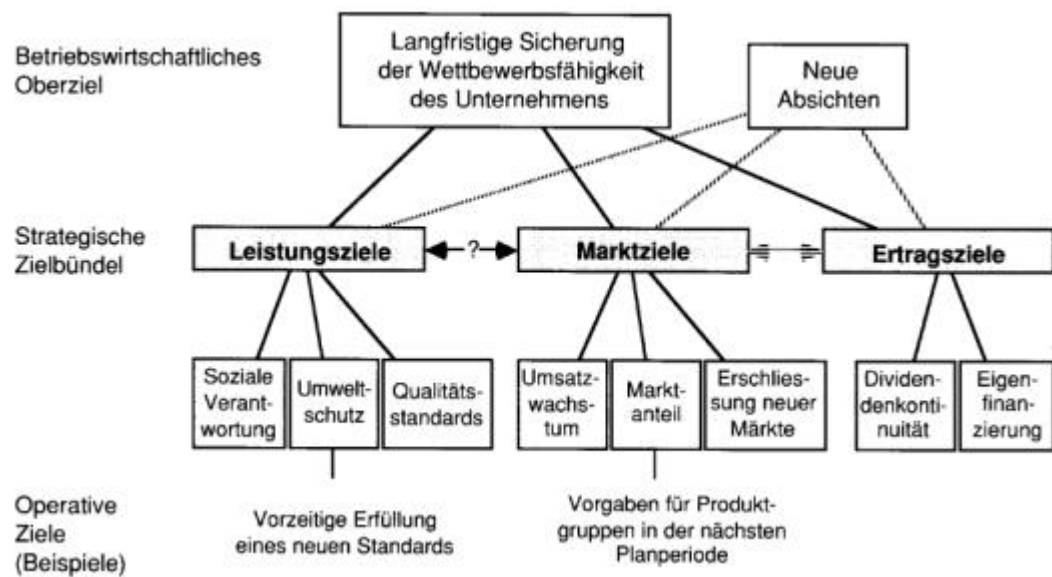 Betriebswirtschaftliches
Oberziel
Langfristige Sicherung
der Wettbewerbsfähigkeit
des Unternehmens
Neue
Absichten
Strategische
Zielbündel
Leistungsziele
?
Marktziele
Ertragsziele
Soziale
Verant-
wortung
Umwelt-
schutz
Qualitäts-
standards
Umsatz-
wachs-
tum
Markt-
anteil
Erschlies-
sung neuer
Märkte
Dividen-
denkonti-
nuität
Eigen-
finan-
zierung
Operative
Ziele
(Beispiele)
Vorzeitige Erfüllung
eines neuen Standards
Vorgaben für Produkt-
gruppen in der nächsten
Planperiode